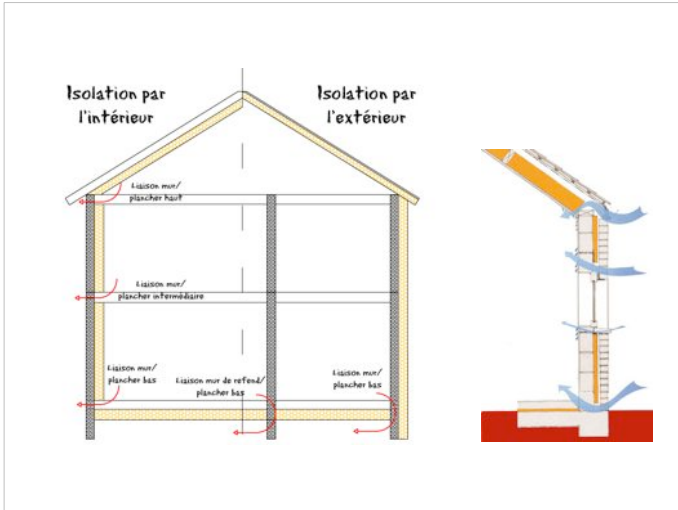 Isolation par
l'intérieur
Isolation par
l'extérieur
Liaison mur/
plancher haut
Liaison mur/
plancher intermédiaire
Liaison mur/
plancher bas
Liaison mur de refend/
plancher bas
Liaison mur/
plancher bas